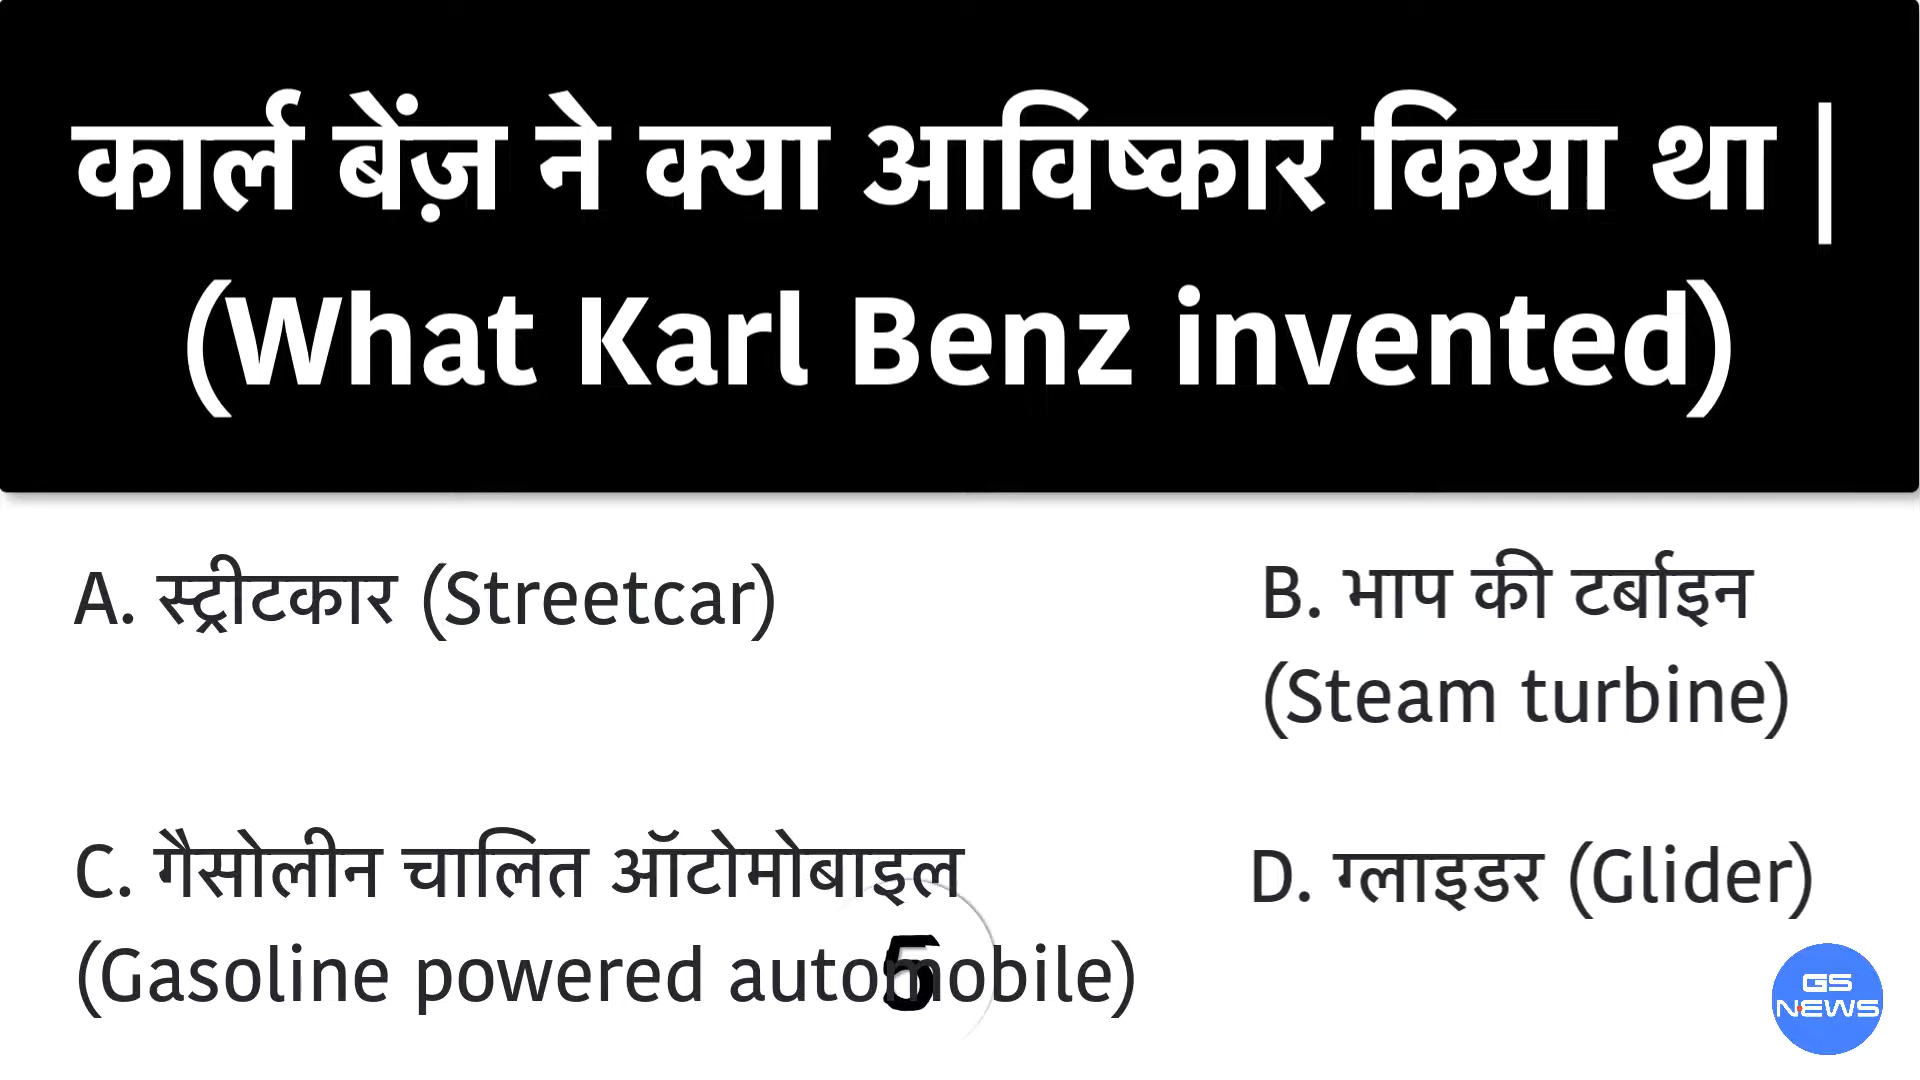 कार्ल बेंज़ ने क्या आविष्कार किया था |
(What Karl Benz invented)
A. स्ट्रीटकार (Streetcar)
B. भाप की टर्बाइन
(Steam turbine)
C. गैसोलीन चालित ऑटोमोबाइल
(Gasoline powered automobile)
5
D. ग्लाइडर (Glider)
GS
NEWS